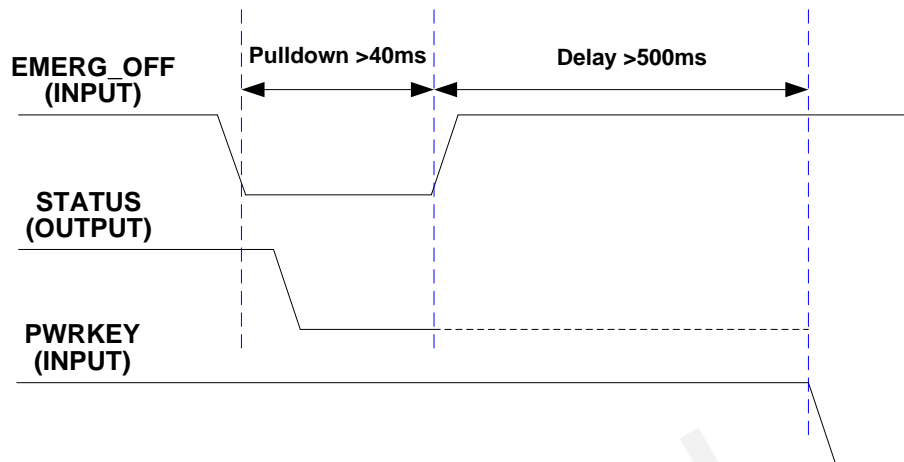 Pulldown >40ms
Delay >500ms
EMERG_OFF
(INPUT)
STATUS
(OUTPUT)
PWRKEY
(INPUT)